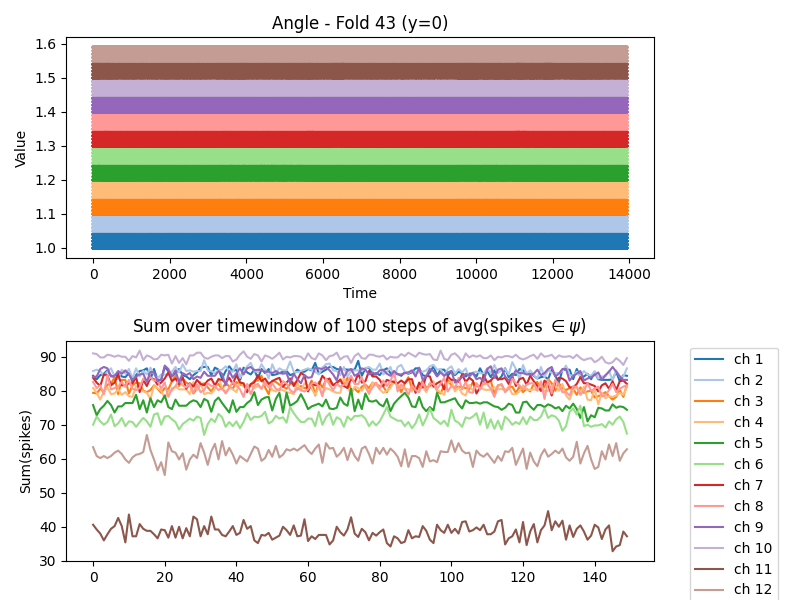 Angle - Fold 43 (y=0)
1.6
1.5
1.4
1.3
1.2
1.1
1.0
Value
0 2000 4000 6000 8000 10000 12000 14000
Time
Sum over timewindow of 100 steps of avg(spikes ∈ ψ)
90
80
70
60
50
40
30
Sum(spikes)
0 20 40 60 80 100 120 140
ch 1
ch 2
ch 3
ch 4
ch 5
ch 6
ch 7
ch 8
ch 9
ch 10
ch 11
ch 12